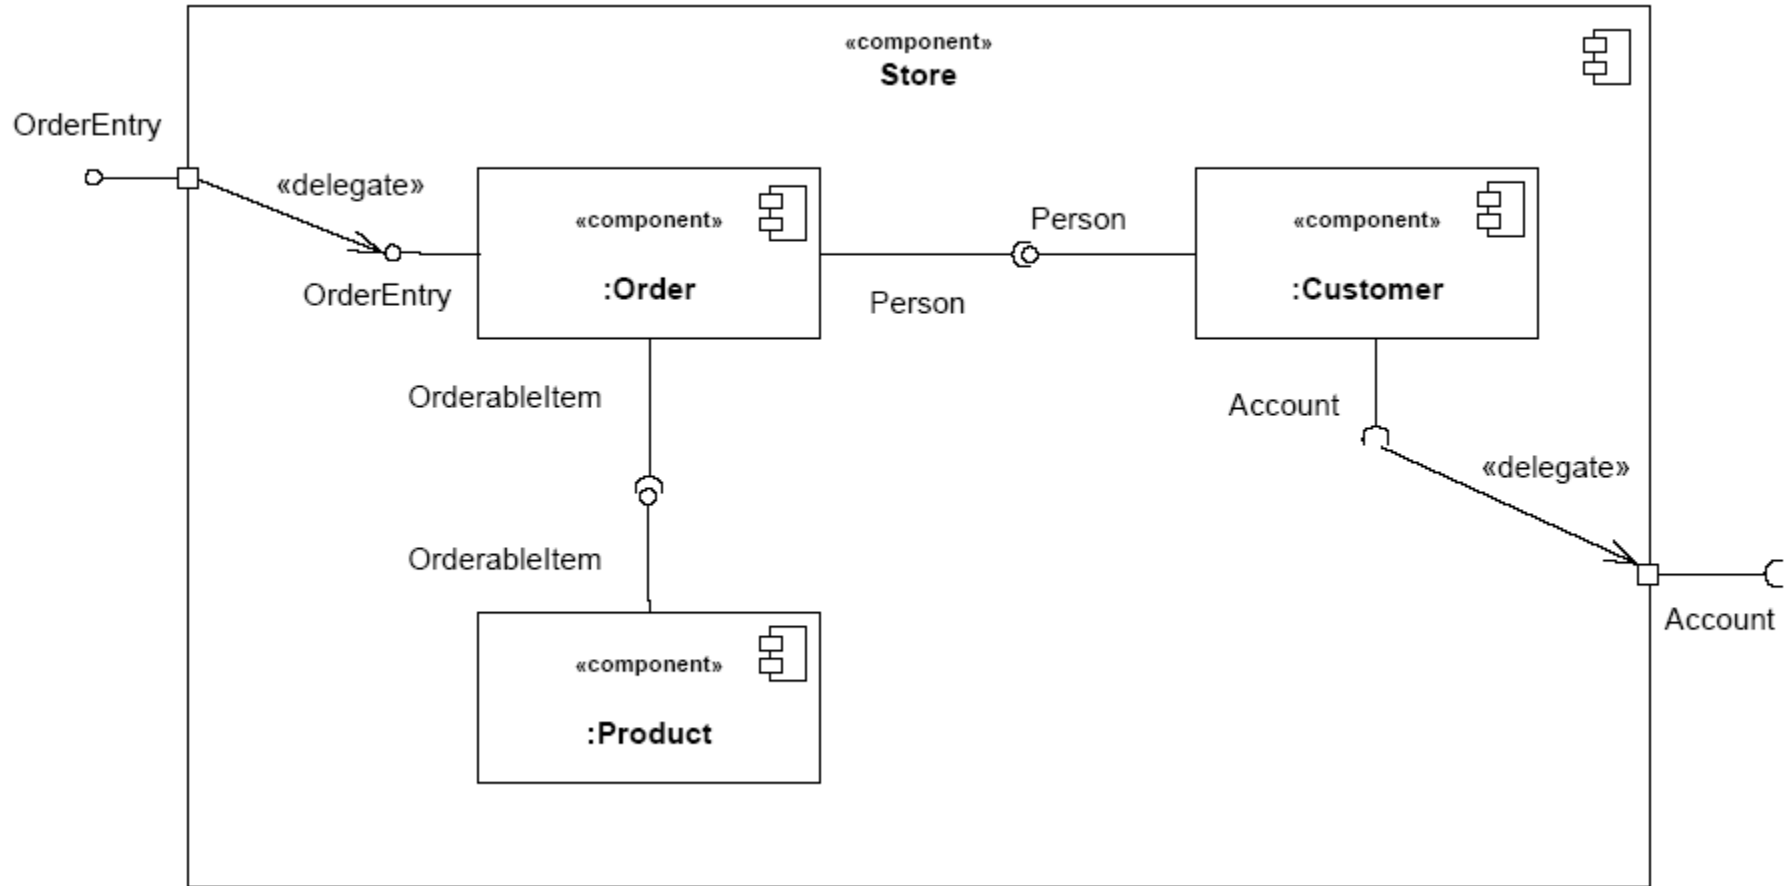 «component»
Store
OrderEntry
«delegate»
«component»
:Order
OrderEntry
Person
Person
«component»
:Customer
OrderableItem
Account
«delegate»
OrderableItem
Account
«component»
:Product